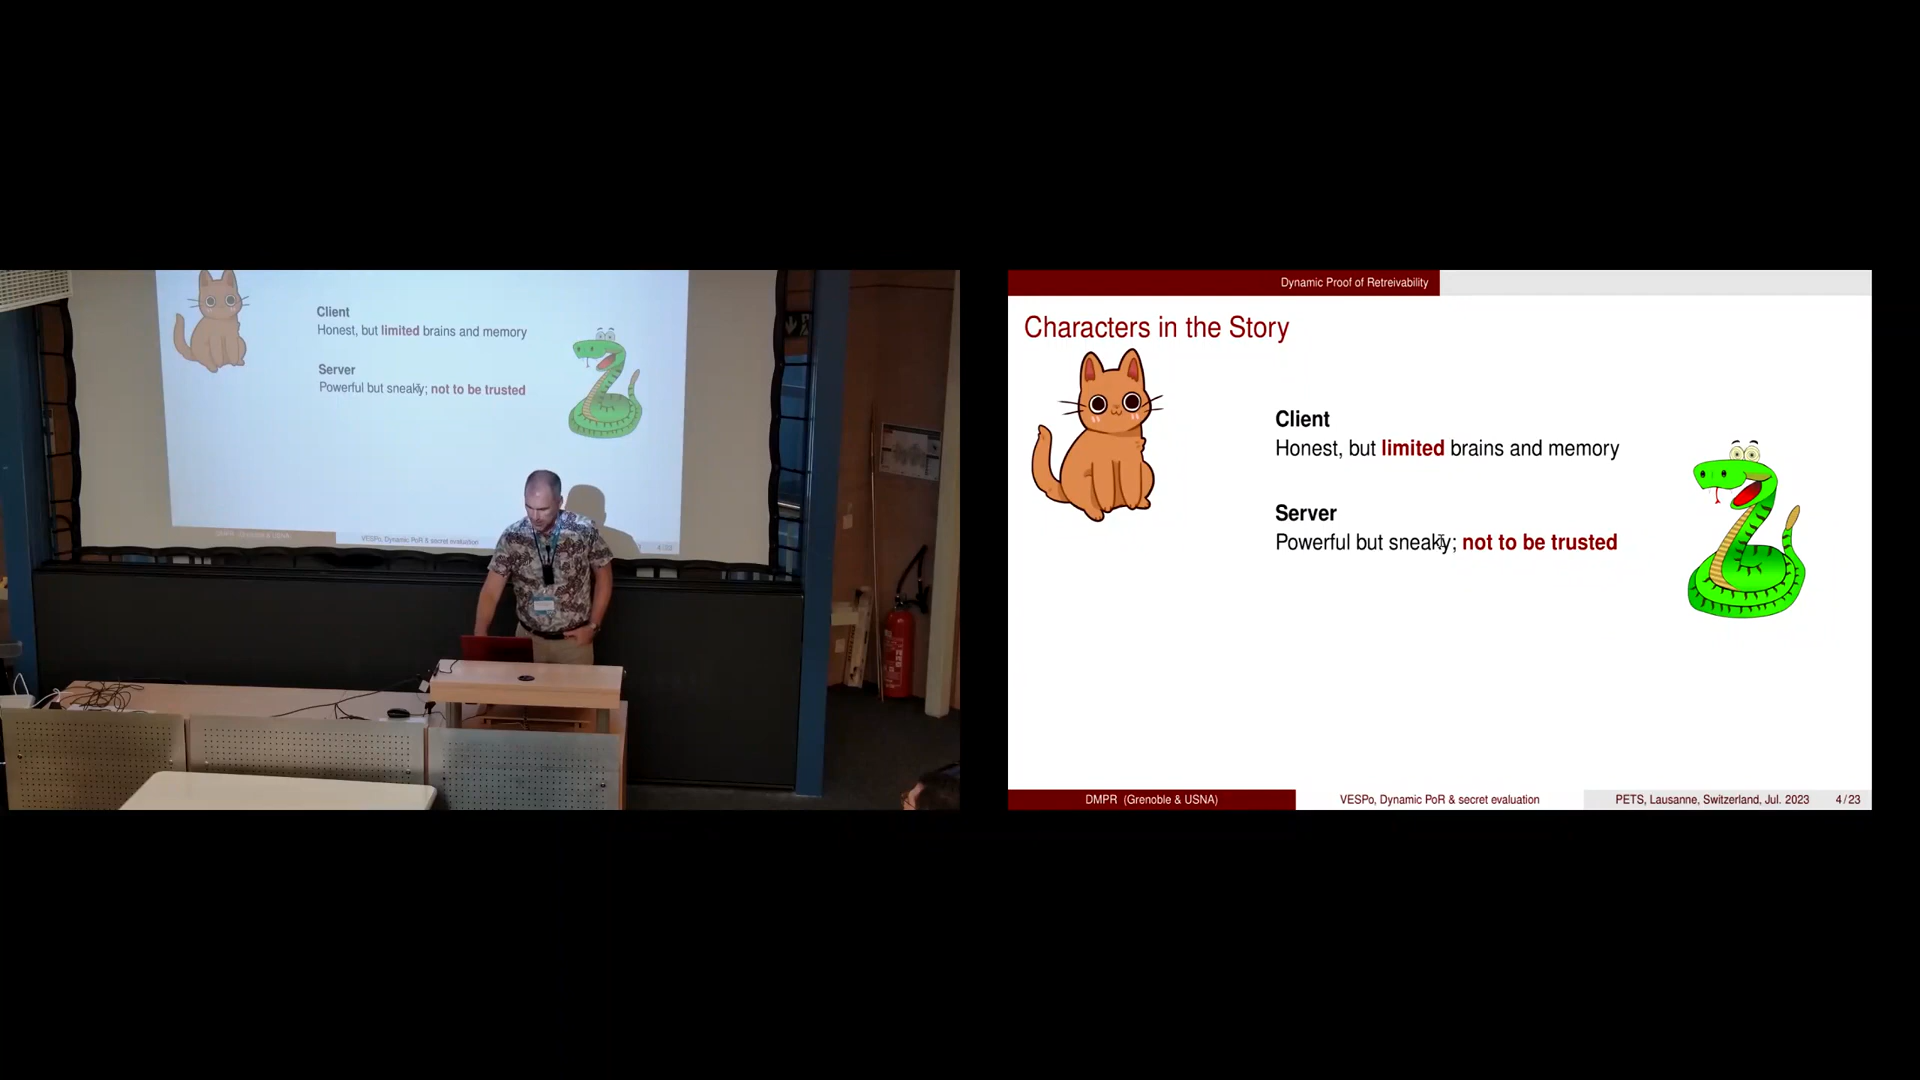 Client
Honest, but limited brains and memory
Server
Powerful but sneaky; not to be trusted
VESPo, Dynamic PoR & secret evaluation
4/23
Dynamic Proof of Retreivability
Characters in the Story
Client
Honest, but limited brains and memory
Server
Powerful but sneaky; not to be trusted
DMPR (Grenoble & USNA)
VESPo, Dynamic PoR & secret evaluation
PETS, Lausanne, Switzerland, Jul. 2023
4/23